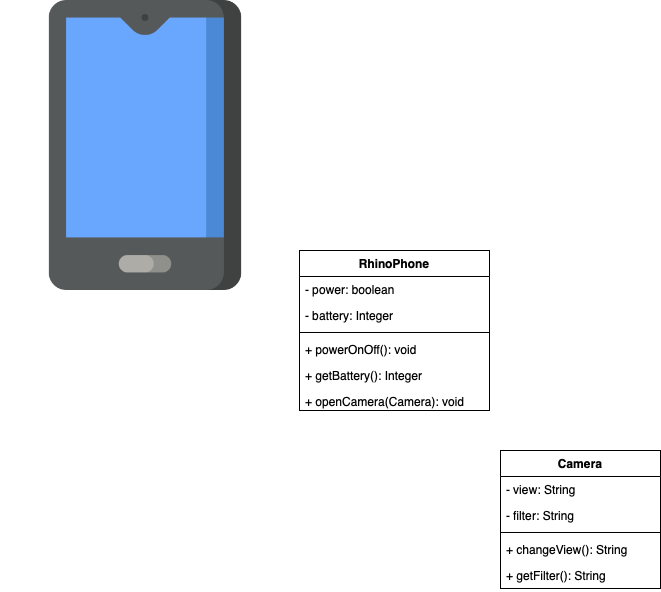 RhinoPhone
- power: boolean
- battery: Integer
+ powerOnOff(): void
+ getBattery(): Integer
+ openCamera(Camera): void
Camera
- view: String
- filter: String
+ changeView(): String
+ getFilter(): String